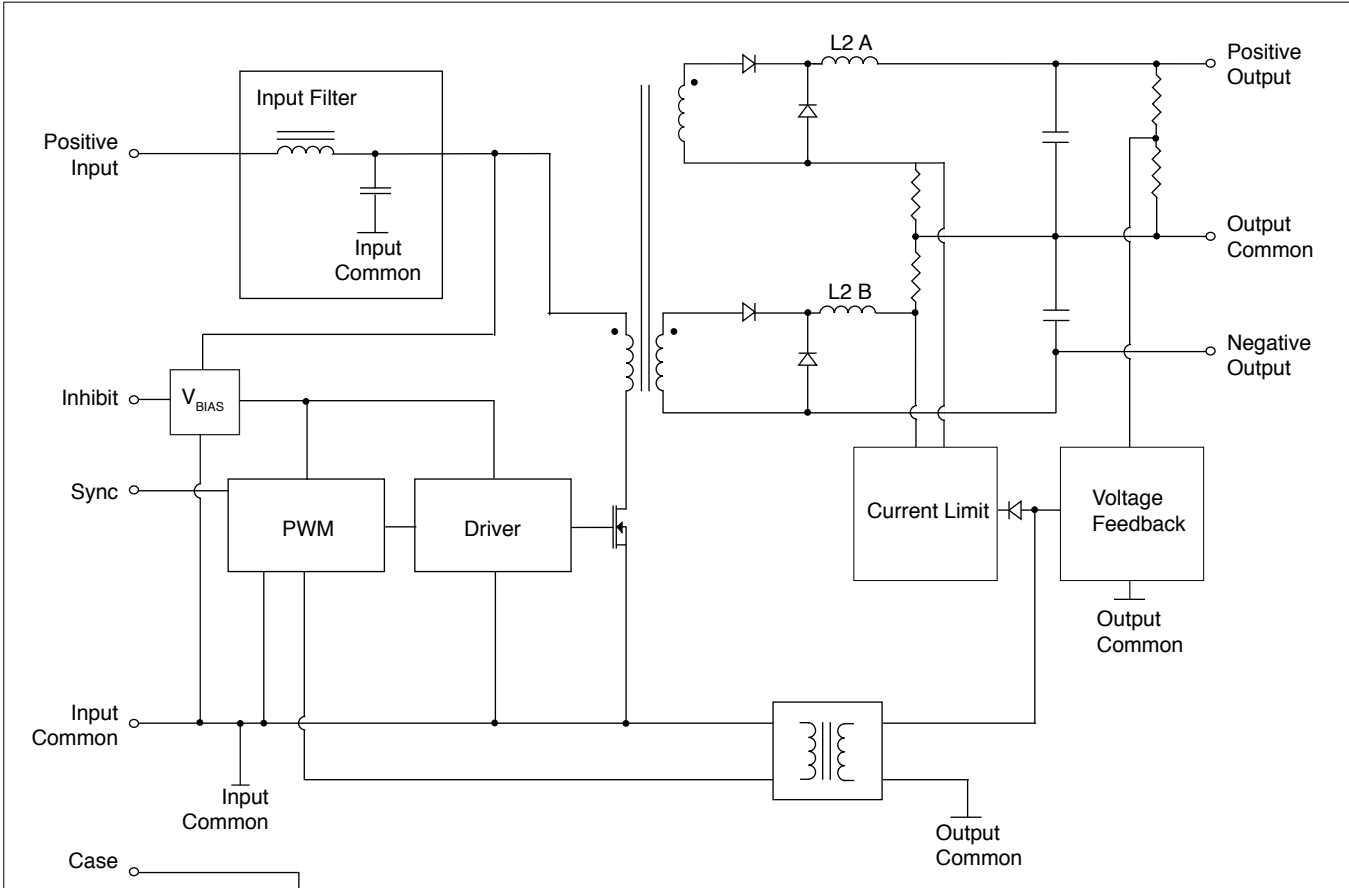 L2 A
Positive
Output
Input Filter
Positive
Input
Input
Common
Output
Common
L2 B
Negative
Output
Inhibit
VBIAS
Sync
PWM
Driver
Current Limit
Voltage
Feedback
Output
Common
Input
Common
Input
Common
Output
Common
Case